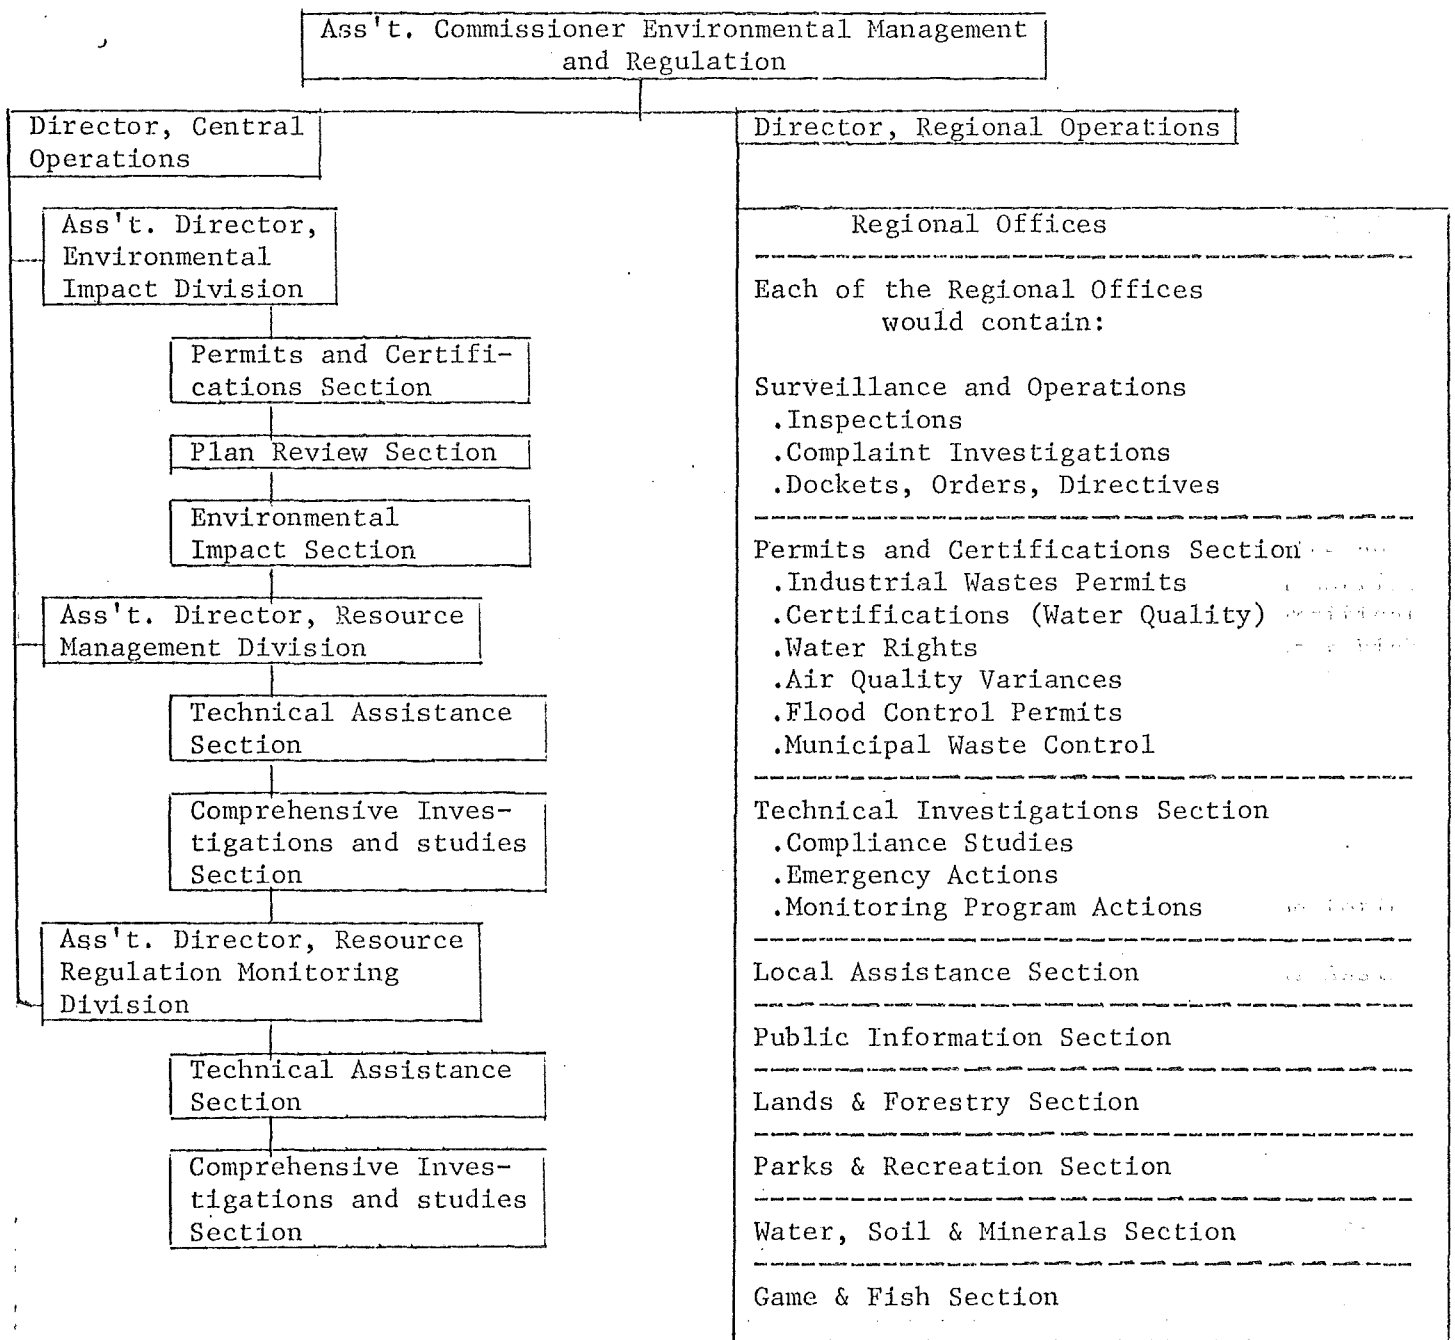 Ass't. Commissioner Environmental Management
and Regulation
Director, Central
Operations
Ass't. Director,
Environmental
Impact Division
Permits and Certifi-
cations Section
Plan Review Section
Environmental
Impact Section
Ass't. Director, Resource
Management Division
Technical Assistance
Section
Comprehensive Inves-
tigations and studies
Section
Ass't. Director, Resource
Regulation Monitoring
Division
Technical Assistance
Section
Comprehensive Inves-
tigations and studies
Section
Director, Regional Operations
Regional Offices
Each of the Regional Offices
would contain:
Surveillance and Operations
.Inspections
.Complaint Investigations
.Dockets, Orders, Directives
Permits and Certifications Section
.Industrial Wastes Permits
.Certifications (Water Quality)
.Water Rights
.Air Quality Variances
.Flood Control Permits
.Municipal Waste Control
Technical Investigations Section
.Compliance Studies
.Emergency Actions
.Monitoring Program Actions
Local Assistance Section
Public Information Section
Lands & Forestry Section
Parks & Recreation Section
Water, Soil & Minerals Section
Game & Fish Section